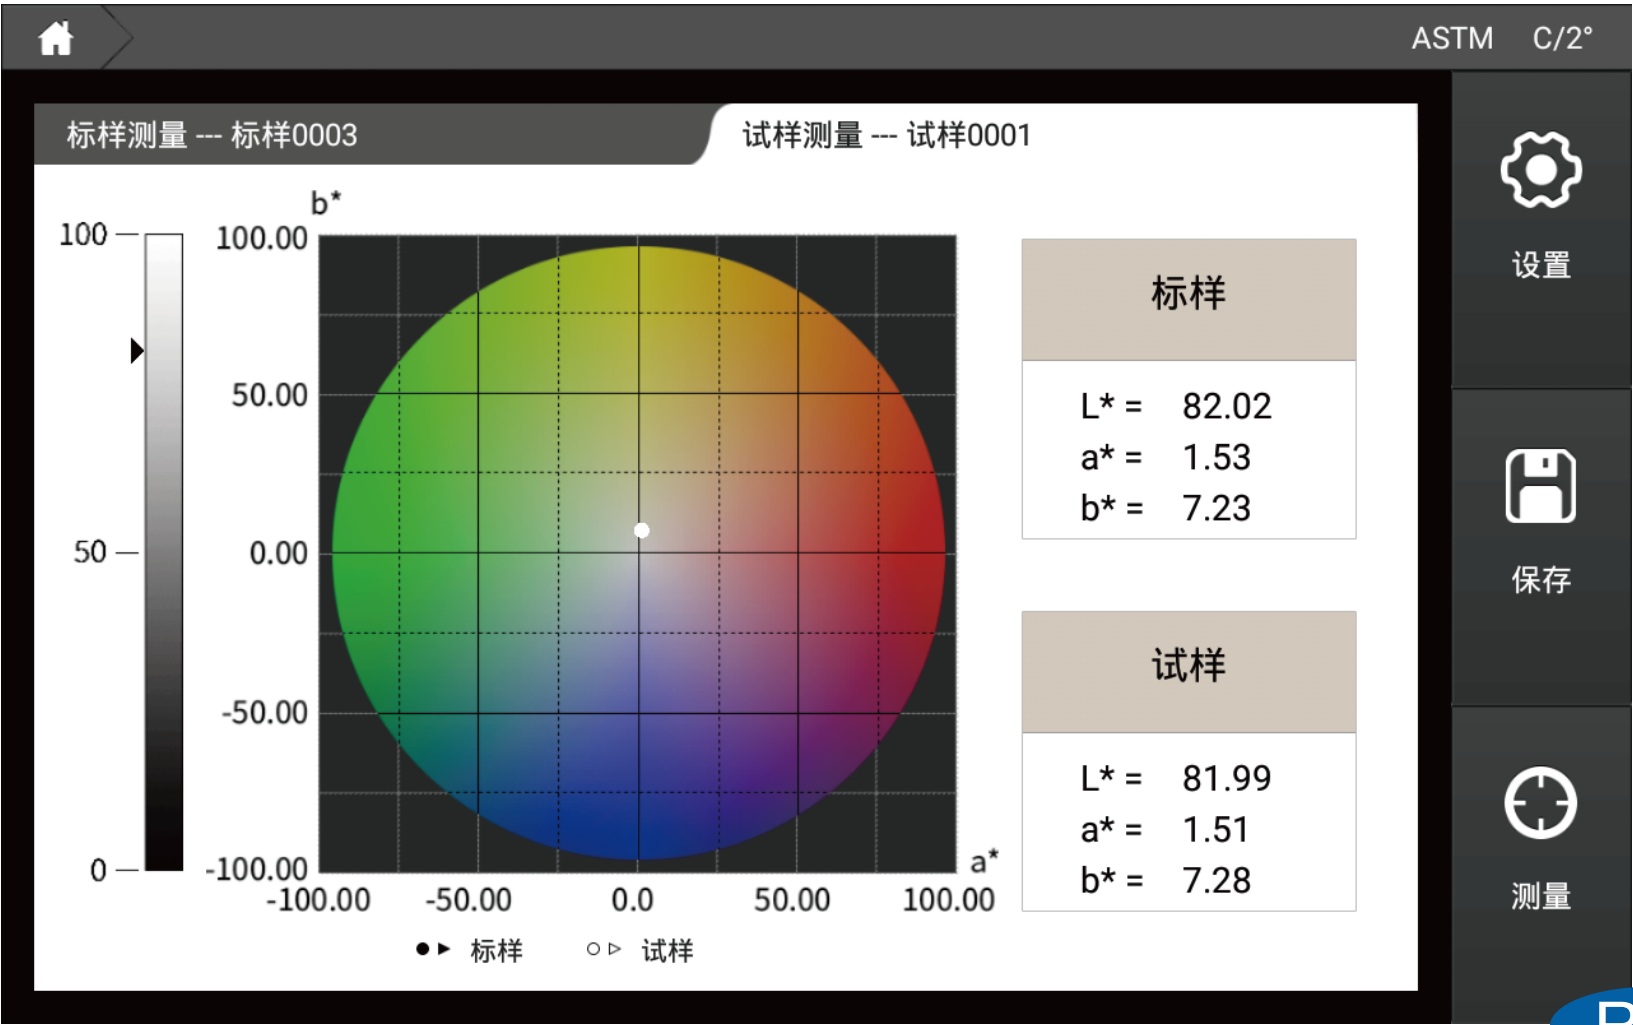 ASTM C/2°
标样测量 --- 标样0003
试样测量 --- 试样0001
设置
保存
测量
b*
100
50
0
100.00
50.00
0.00
-50.00
-100.00
-100.00 -50.00 0.0 50.00 100.00
a*
标样 试样
标样
L* = 82.02
a* = 1.53
b* = 7.23
试样
L* = 81.99
a* = 1.51
b* = 7.28